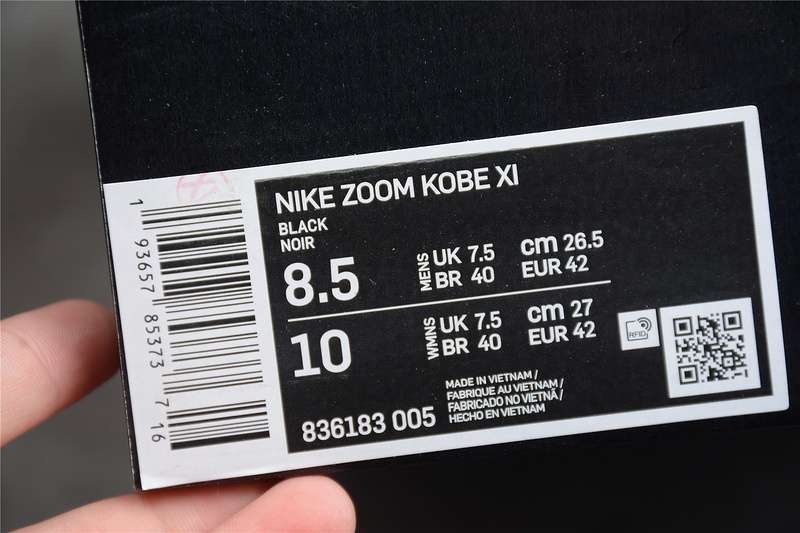 NIKE ZOOM KOBE XI
BLACK
NOIR
8.5
MENS
UK 7.5
BR 40
cm 26.5
EUR 42
10
WMNS
UK 7.5
BR 40
cm 27
EUR 42
RFID
836183 005
MADE IN VIETNAM /
FABRIQUE AU VIETNAM /
FABRICADO NO VIETNÃ /
HECHO EN VIETNAM
1 93657 85373 7 16